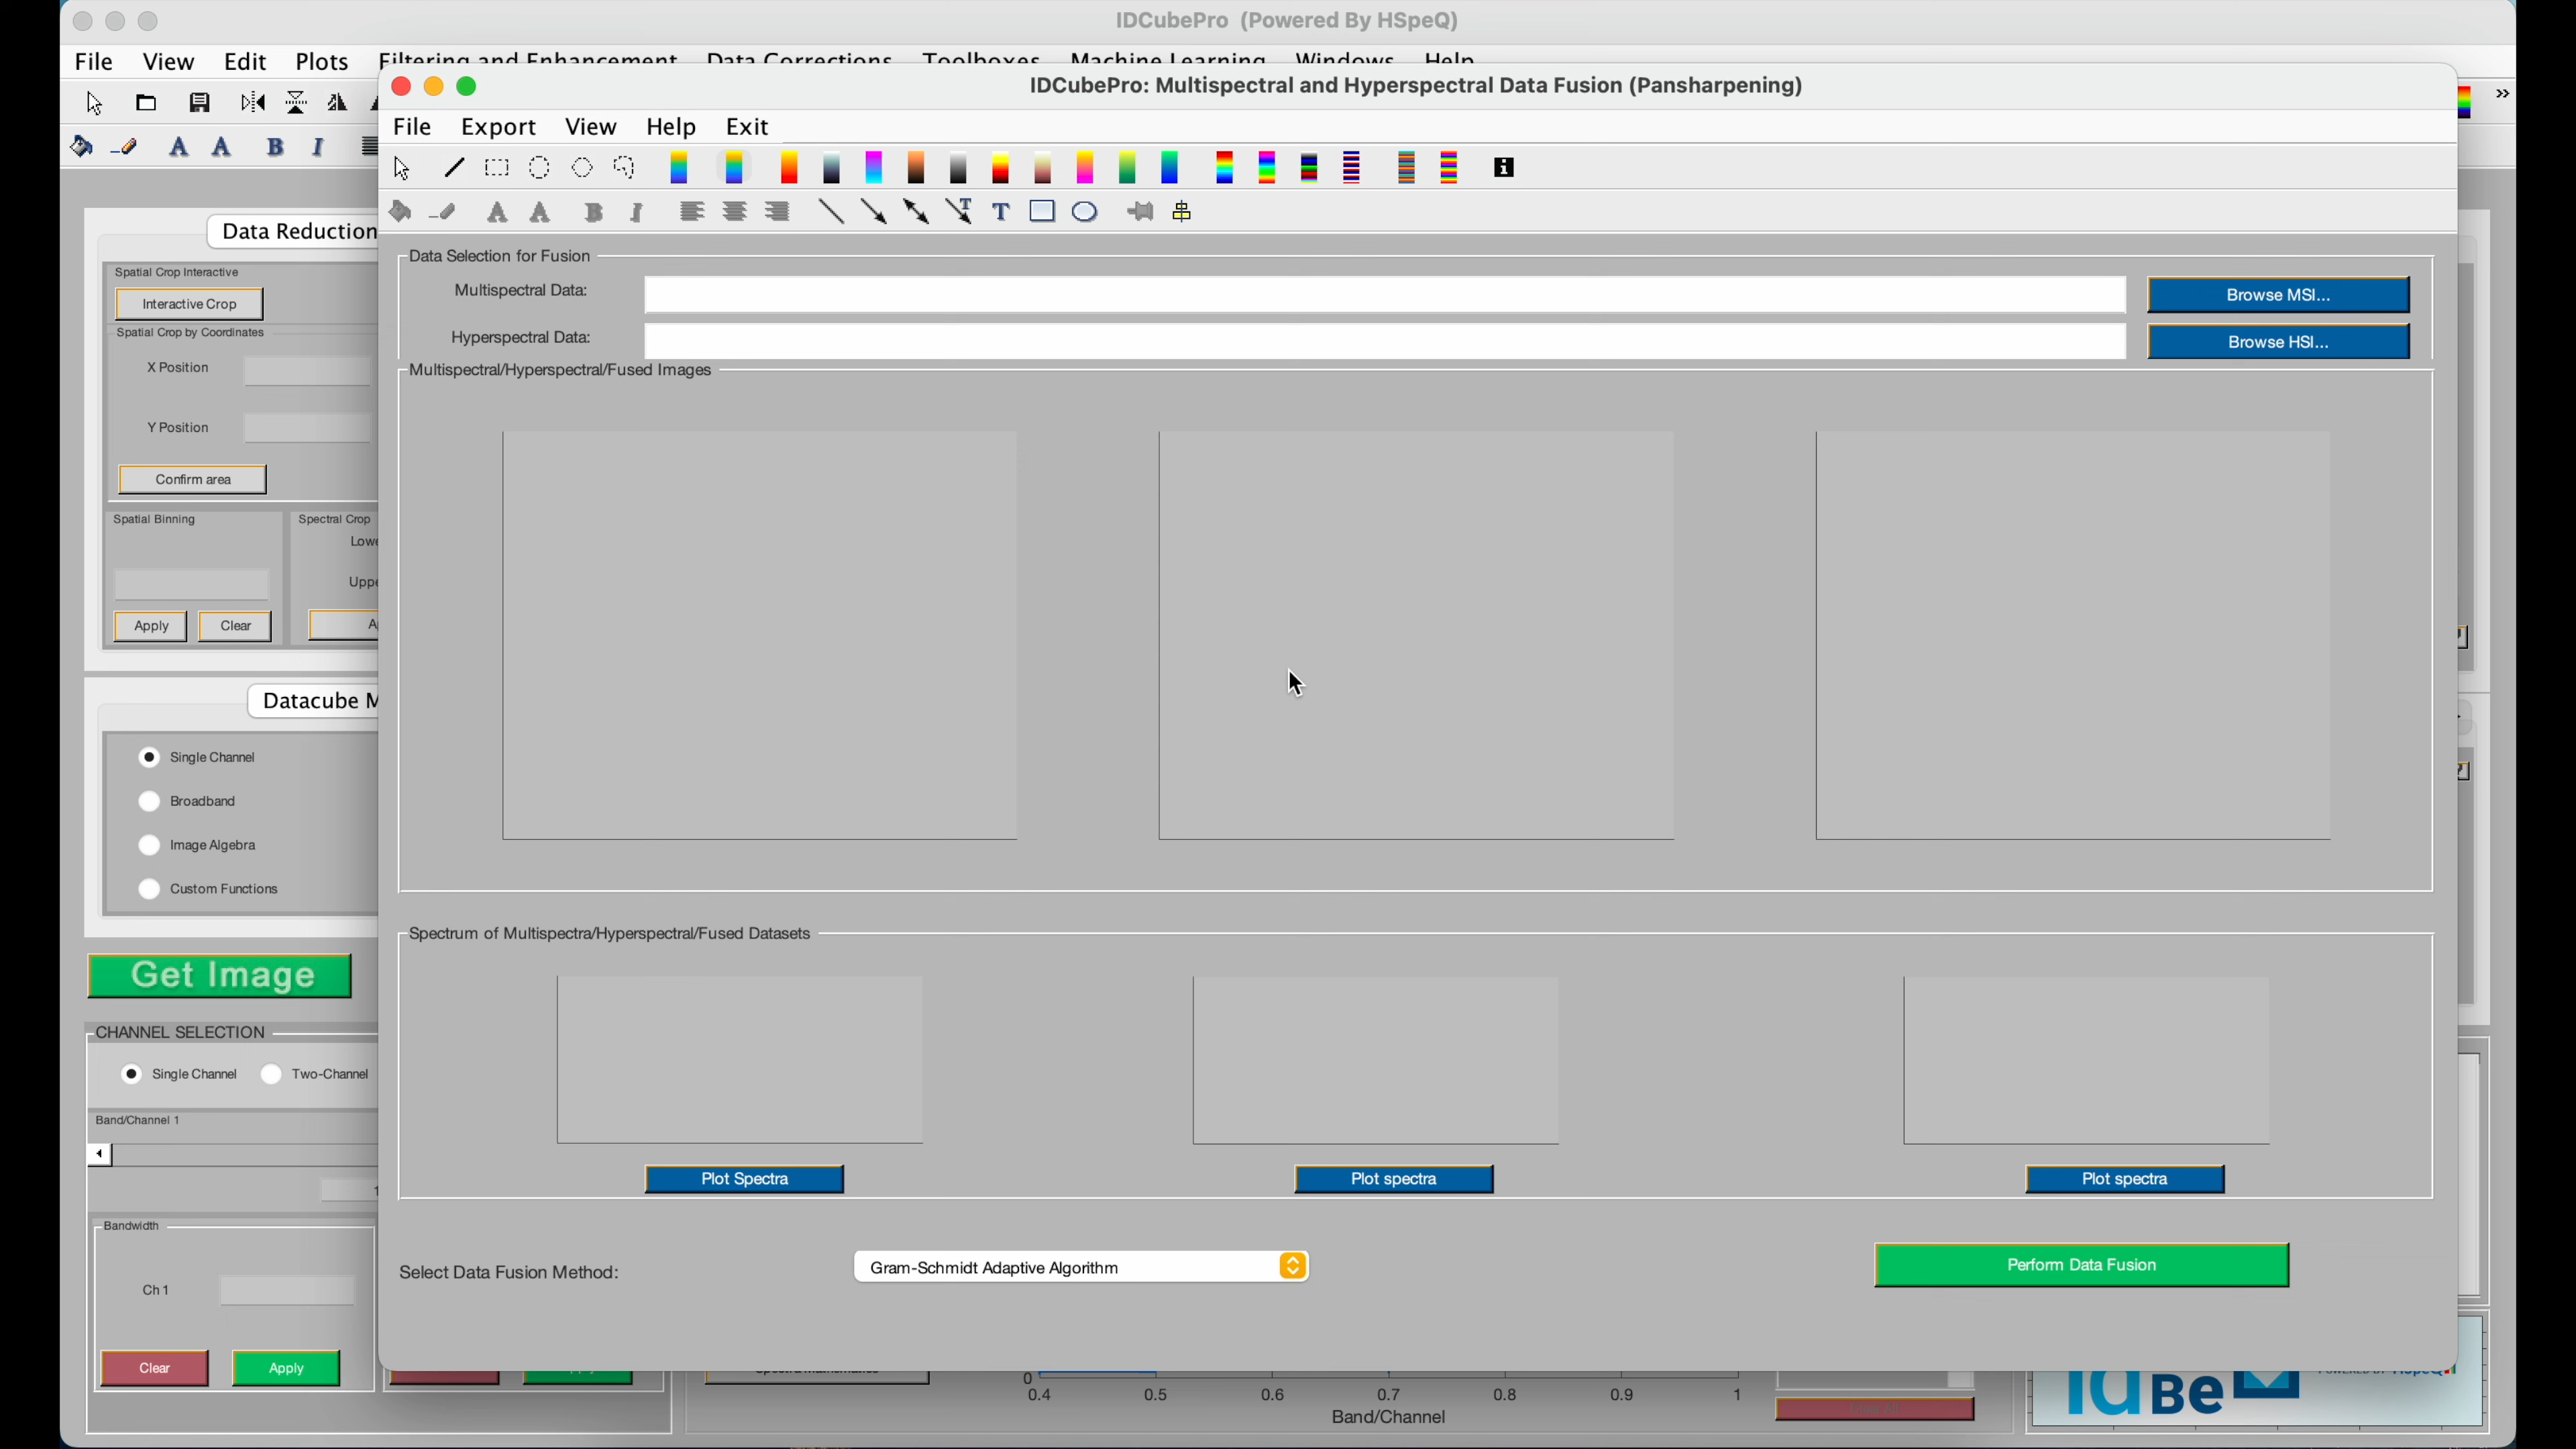 IDCubePro (Powered By HSpeQ)
File View Edit Plots Filtering and Enhancement Data Corrections Toolboxes Machine Learning Windows Help
IDCubePro: Multispectral and Hyperspectral Data Fusion (Pansharpening)
File Export View Help Exit
Data Selection for Fusion
Multispectral Data:
Browse MSI...
Hyperspectral Data:
Browse HSI...
Multispectral/Hyperspectral/Fused Images
Spectrum of Multispectra/Hyperspectral/Fused Datasets
Plot Spectra
Plot spectra
Plot spectra
Select Data Fusion Method:
Gram-Schmidt Adaptive Algorithm
Perform Data Fusion
Data Reduction
Spatial Crop Interactive
Interactive Crop
Spatial Crop by Coordinates
X Position
Y Position
Confirm area
Spatial Binning
Spectral Crop
Apply
Clear
Datacube M
Single Channel
Broadband
Image Algebra
Custom Functions
Get Image
CHANNEL SELECTION
Single Channel Two-Channel
Band/Channel 1
1
Bandwidth
Ch1
Clear
Apply
0
0.4 0.5 0.6 0.7 0.8 0.9 1
Band/Channel